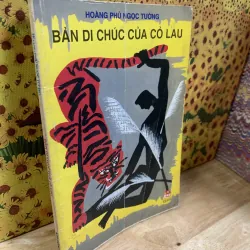 HOÀNG PHỦ NGỌC TƯỜNG
BẢN DI CHÚC CỦA CỎ LAU